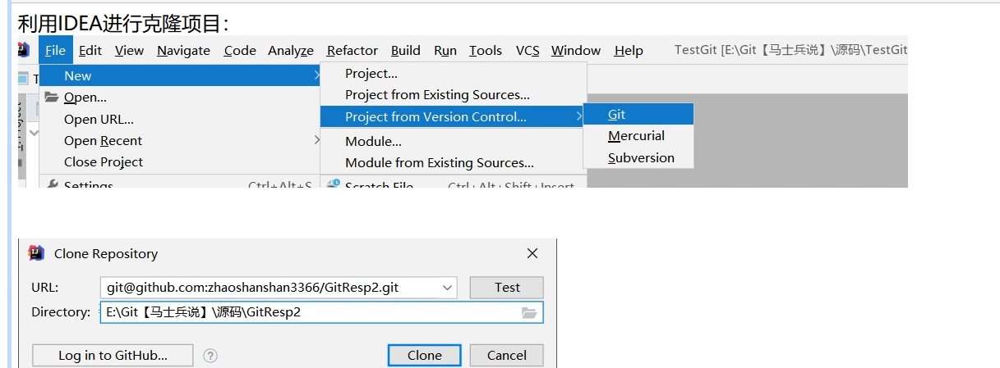 利用IDEA进行克隆项目：
File Edit View Navigate Code Analyze Refactor Build Run Tools VCS Window Help TestGit [E:\Git【马士兵说】\源码\TestGit
New
Project...
Open...
Project from Existing Sources...
Open URL...
Project from Version Control...
Git
Open Recent
Module...
Mercurial
Close Project
Module from Existing Sources...
Subversion
Settings Ctrl+Alt+S
Scratch File Ctrl+Alt+Shift+Insert
Clone Repository
URL: git@github.com:zhaoshanshan3366/GitResp2.git Test
Directory: E:\Git【马士兵说】\源码\GitResp2
Log in to GitHub... ? Clone Cancel